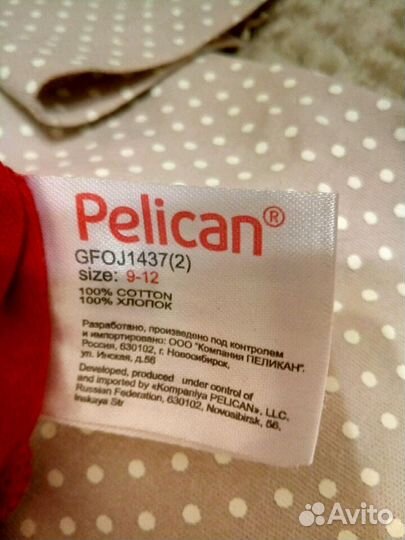 Pelican®
GFOJ1437(2)
size: 9-12
100% COTTON
100% ХЛОПОК
Разработано, произведено под контролем
и импортировано: ООО "Компания ПЕЛИКАН".
Россия, 630102, г. Новосибирск,
ул. Инская, д.56
Developed, produced under control of
and imported by «Kompaniya PELICAN», LLC.
Russian Federation, 630102, Novosibirsk, 56,
Inskaya Str
Avito